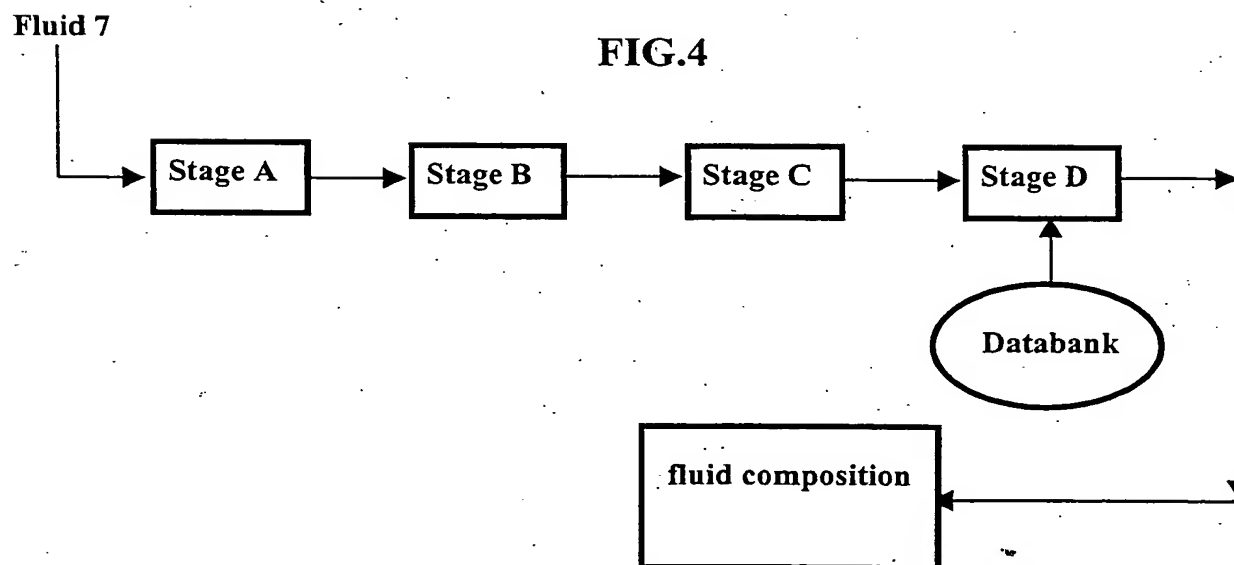 Fluid 7
FIG.4
Stage A
Stage B
Stage C
Stage D
Databank
fluid composition